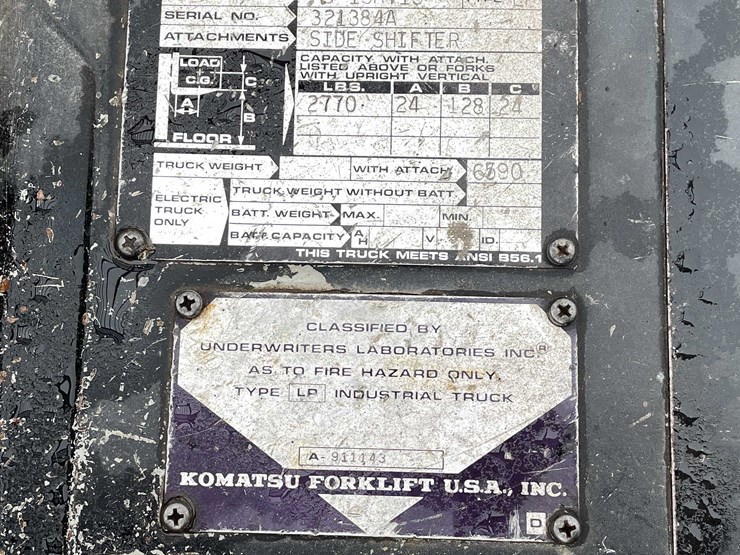 SERIAL NO. 321384A
ATTACHMENTS SIDE SHIFTER
LOAD
C.G.
C
A
B
FLOOR
CAPACITY WITH ATTACH.
LISTED ABOVE OR FORKS
WITH UPRIGHT VERTICAL
LBS. A B C
2770 24 128 24
TRUCK WEIGHT WITH ATTACH. 6590
ELECTRIC
TRUCK
ONLY
TRUCK WEIGHT WITHOUT BATT.
BATT. WEIGHT MAX. MIN.
BATT. CAPACITY AH V. ID.
THIS TRUCK MEETS ANSI B56.1
CLASSIFIED BY
UNDERWRITERS LABORATORIES INC®
AS TO FIRE HAZARD ONLY.
TYPE LP INDUSTRIAL TRUCK
A-911143
KOMATSU FORKLIFT U.S.A., INC.
D